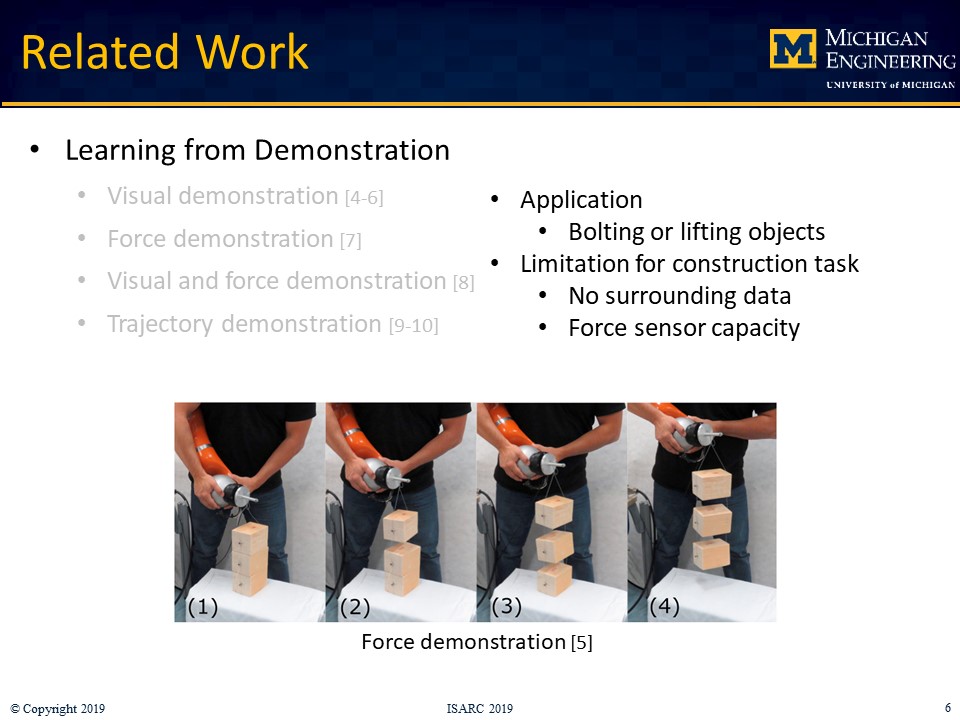 Related Work
M
MICHIGAN
ENGINEERING
UNIVERSITY of MICHIGAN
• Learning from Demonstration
• Visual demonstration [4-6]
• Force demonstration [7]
• Visual and force demonstration [8]
• Trajectory demonstration [9-10]
• Application
• Bolting or lifting objects
• Limitation for construction task
• No surrounding data
• Force sensor capacity
(1) (2) (3) (4)
Force demonstration [5]
© Copyright 2019 ISARC 2019 6